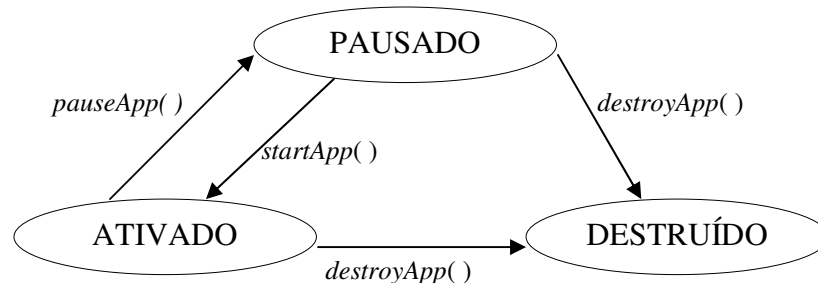 PAUSADO
pauseApp( )
destroyApp( )
startApp( )
ATIVADO
DESTRUÍDO
destroyApp( )